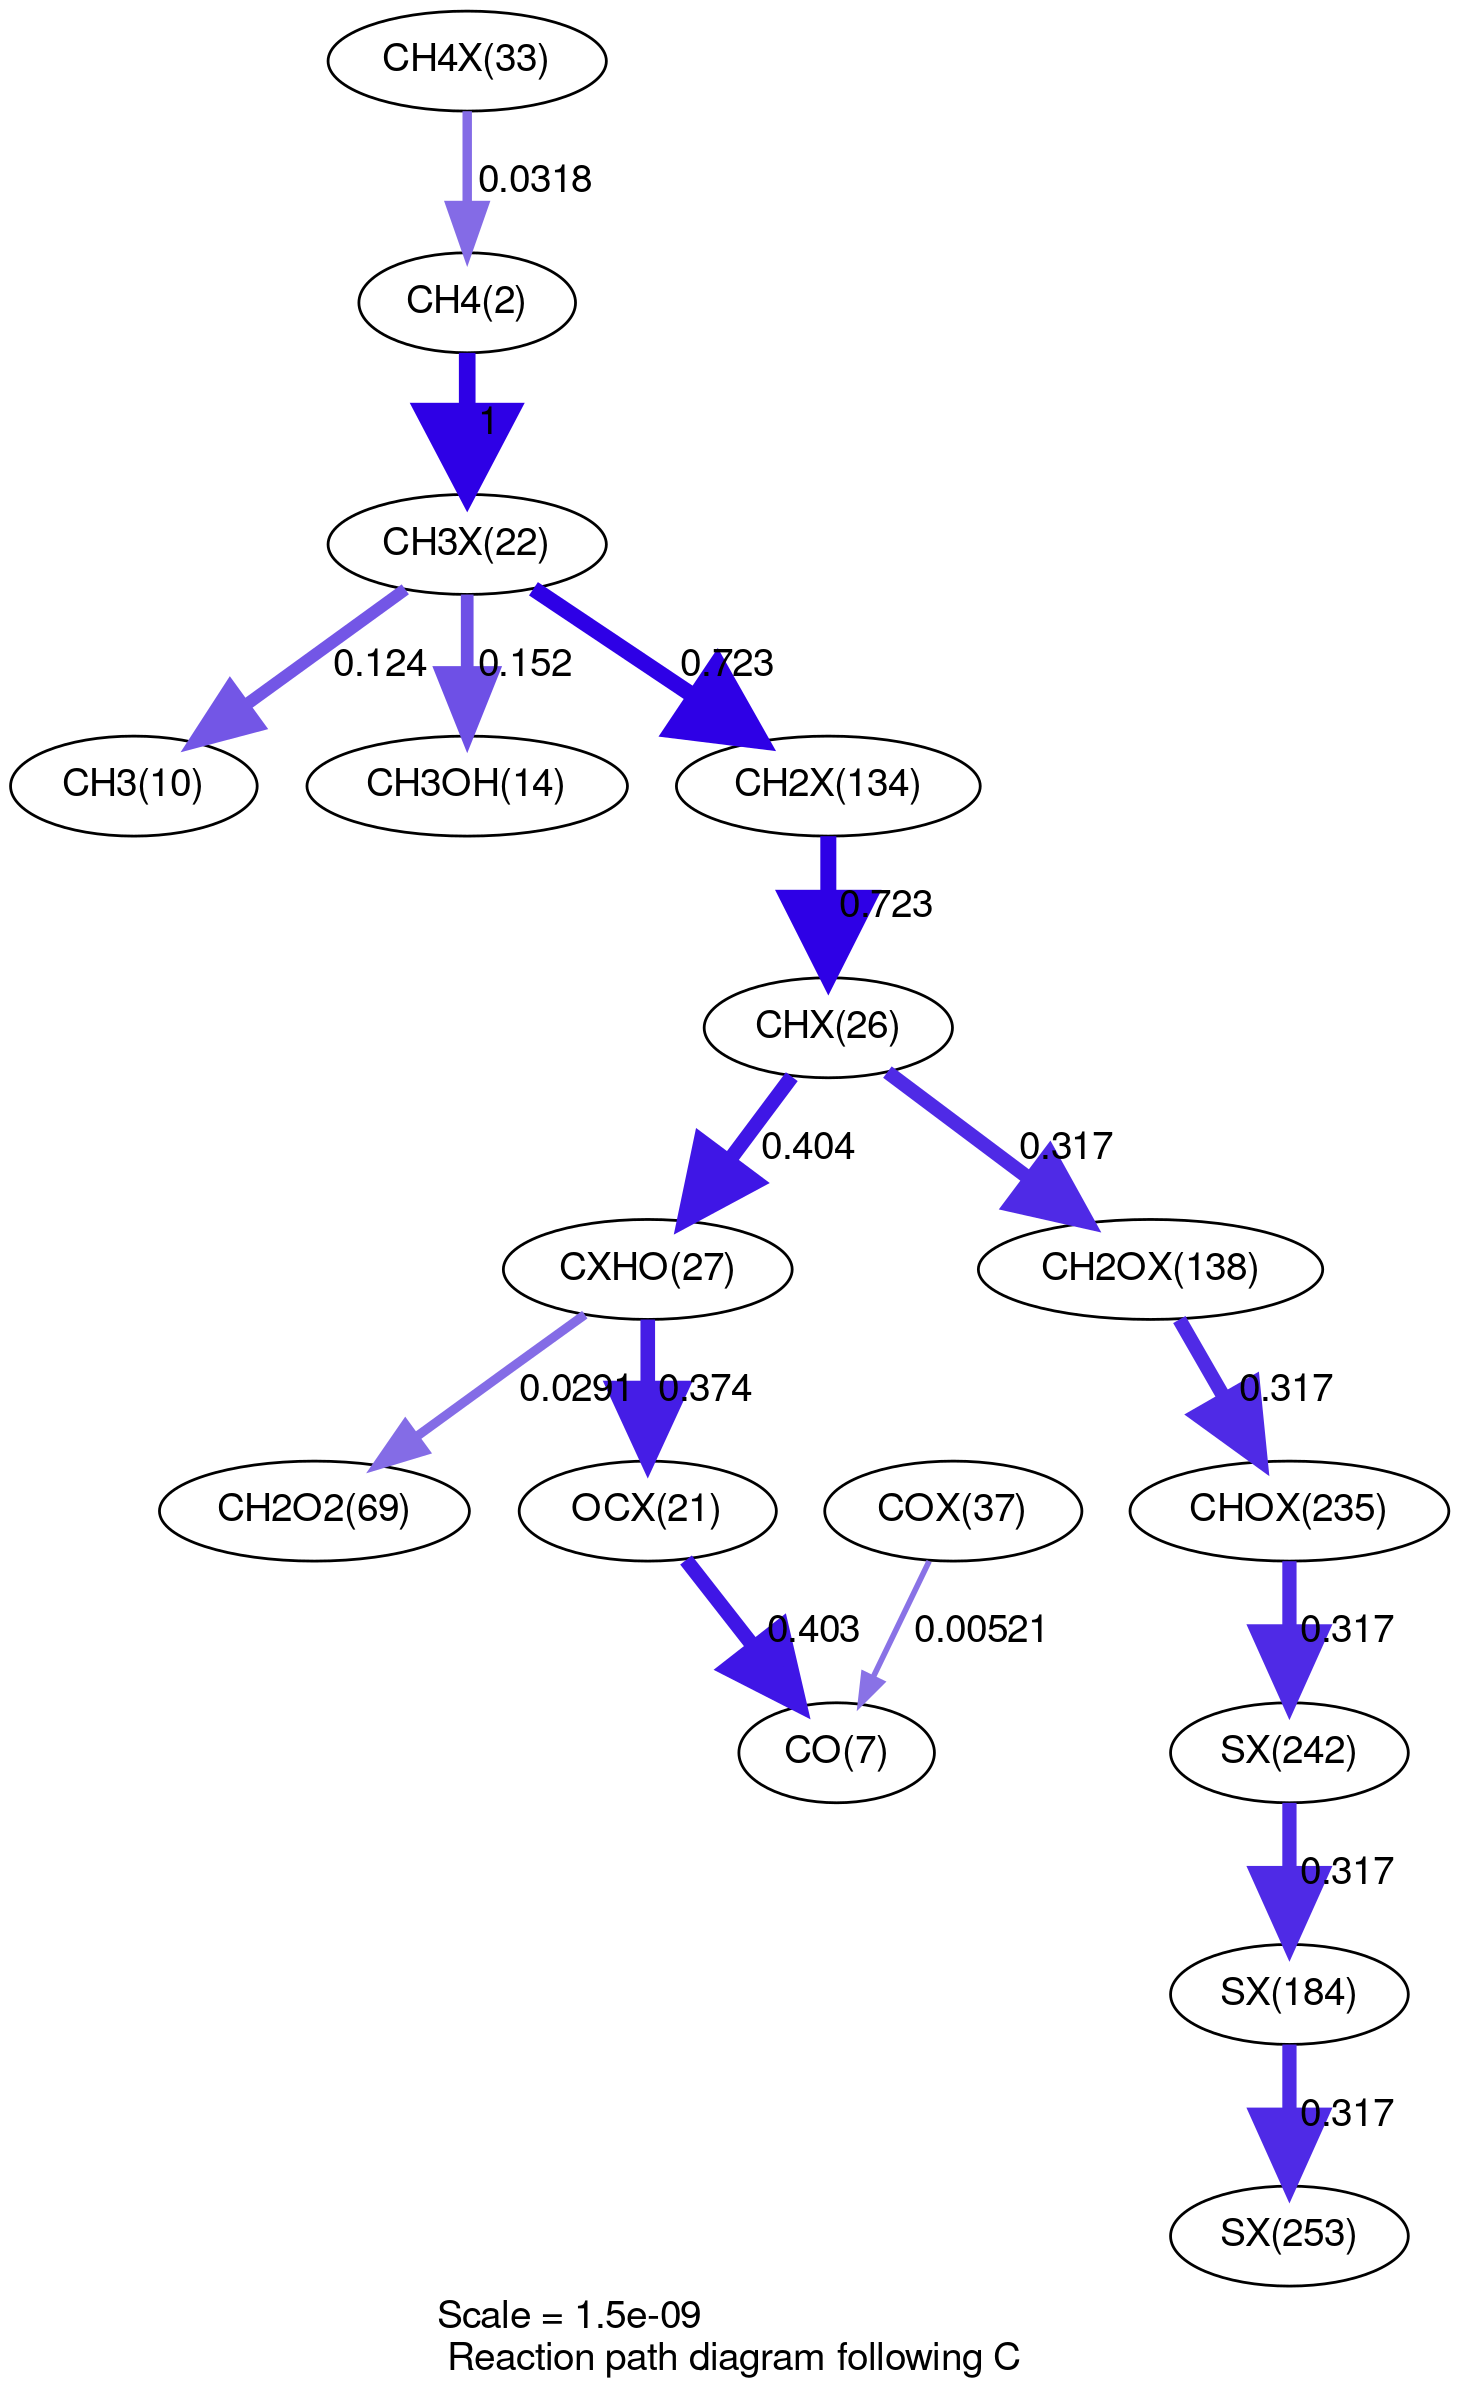 CH4X(33)
0.0318
CH4(2)
1
CH3X(22)
0.124
0.152
0.723
CH3(10)
CH3OH(14)
CH2X(134)
0.723
CHX(26)
0.404
0.317
CXHO(27)
CH2OX(138)
0.0291
0.374
0.317
CH2O2(69)
OCX(21)
COX(37)
CHOX(235)
0.403
0.00521
0.317
CO(7)
SX(242)
0.317
SX(184)
0.317
SX(253)
Scale = 1.5e-09
Reaction path diagram following C